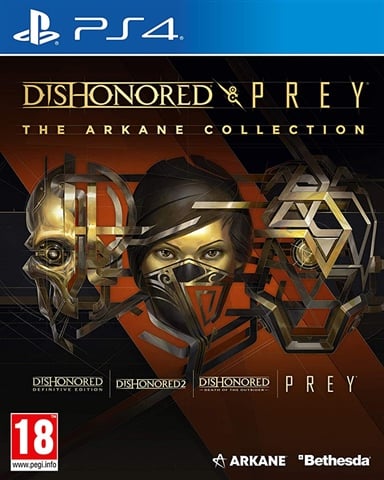 PS4
DISHONORED & PREY
THE ARKANE COLLECTION
DISHONORED
DEFINITIVE EDITION
DISHONORED 2
DISHONORED
DEATH OF THE OUTSIDER
PREY
18
www.pegi.info
ARKANE
Bethesda